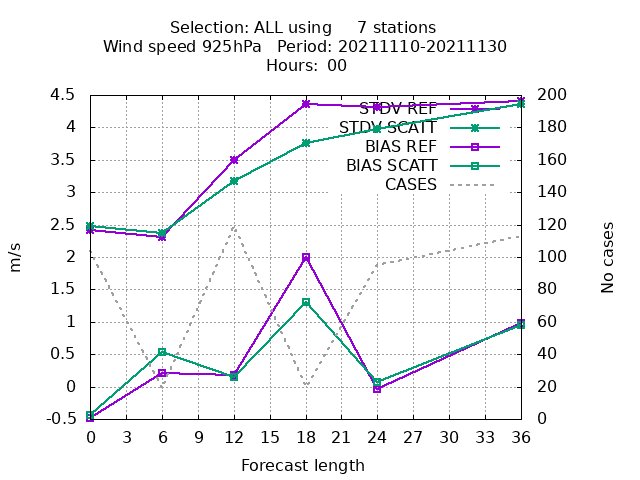 Selection: ALL using 7 stations
Wind speed 925hPa Period: 20211110-20211130
Hours: 00
4.5
4
3.5
3
2.5
2
1.5
1
0.5
0
-0.5
m/s
STDV REF
STDV SCATT
BIAS REF
BIAS SCATT
CASES
200
180
160
140
120
100
80
60
40
20
0
No cases
0 3 6 9 12 15 18 21 24 27 30 33 36
Forecast length